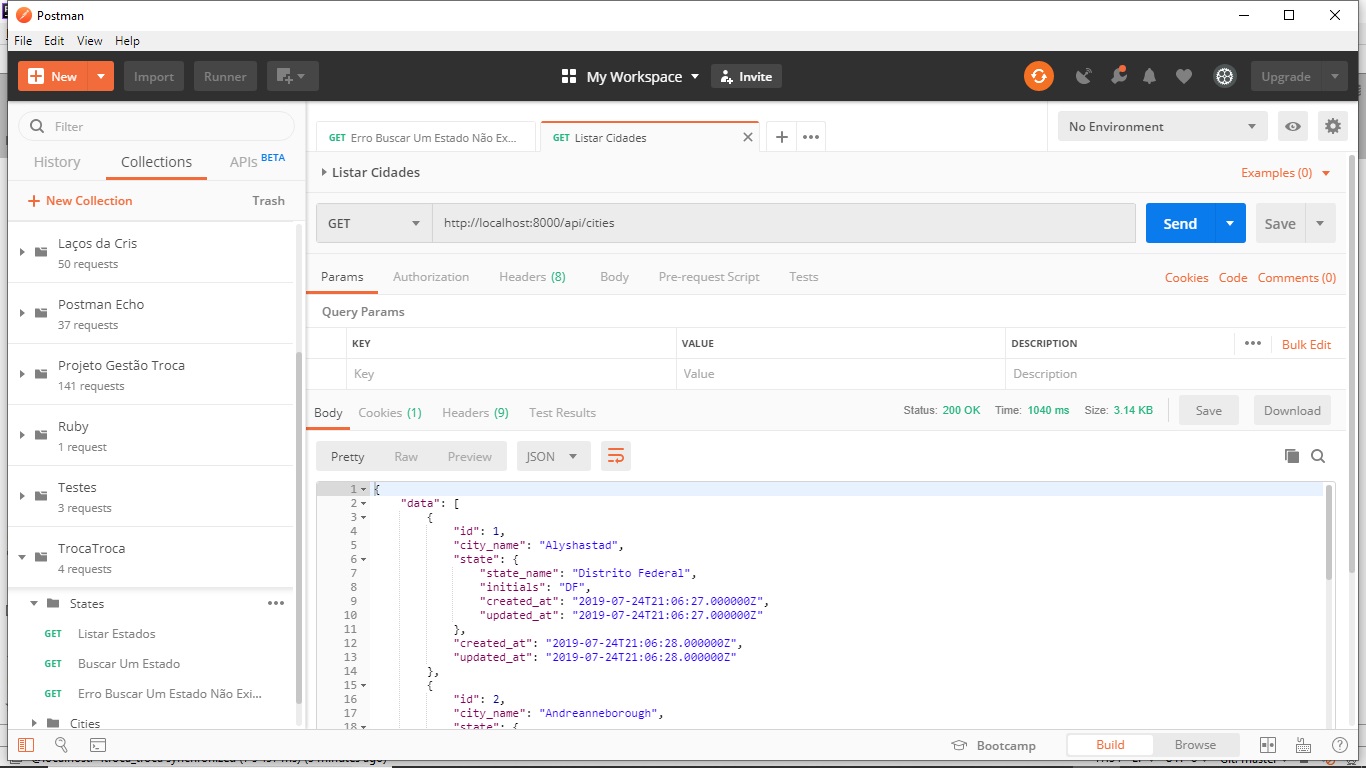 Postman
File Edit View Help
New Import Runner My Workspace Invite Upgrade
Filter
History Collections APIs BETA
New Collection Trash
Laços da Cris
50 requests
Postman Echo
37 requests
Projeto Gestão Troca
141 requests
Ruby
1 request
Testes
3 requests
TrocaTroca
4 requests
States
GET Listar Estados
GET Buscar Um Estado
GET Erro Buscar Um Estado Não Exi...
Cities
GET Erro Buscar Um Estado Não Ex... GET Listar Cidades
No Environment
Listar Cidades Examples (0)
GET http://localhost:8000/api/cities Send Save
Params Authorization Headers (8) Body Pre-request Script Tests Cookies Code Comments (0)
Query Params
KEY VALUE DESCRIPTION Bulk Edit
Key Value Description
Body Cookies (1) Headers (9) Test Results Status: 200 OK Time: 1040 ms Size: 3.14 KB Save Download
Pretty Raw Preview JSON
1 {
2 "data": [
3 {
4 "id": 1,
5 "city_name": "Alyshastad",
6 "state": {
7 "state_name": "Distrito Federal",
8 "initials": "DF",
9 "created_at": "2019-07-24T21:06:27.000000Z",
10 "updated_at": "2019-07-24T21:06:27.000000Z"
11 },
12 "created_at": "2019-07-24T21:06:28.000000Z",
13 "updated_at": "2019-07-24T21:06:28.000000Z"
14 },
15 {
16 "id": 2,
17 "city_name": "Andreanneborough",
18 "state": {
Bootcamp Build Browse